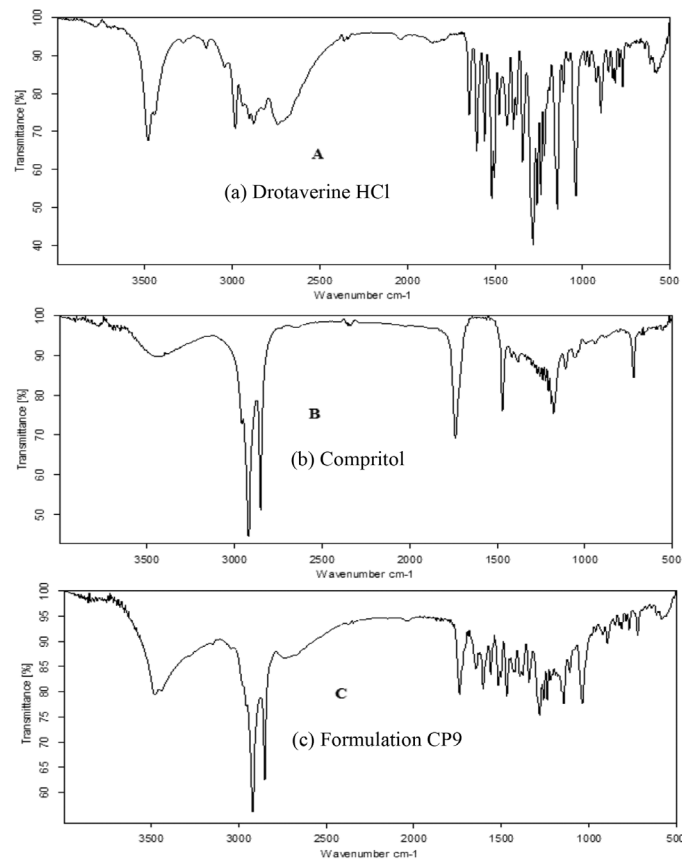 100
90
80
70
60
50
40
Transmittance [%]
A
(a) Drotaverine HCl
3500 3000 2500 2000 1500 1000 500
Wavenumber cm-1
100
90
80
70
60
50
Transmittance [%]
B
(b) Compritol
3500 3000 2500 2000 1500 1000 500
Wavenumber cm-1
100
95
90
85
80
75
70
65
60
Transmittance [%]
C
(c) Formulation CP9
3500 3000 2500 2000 1500 1000 500
Wavenumber cm-1